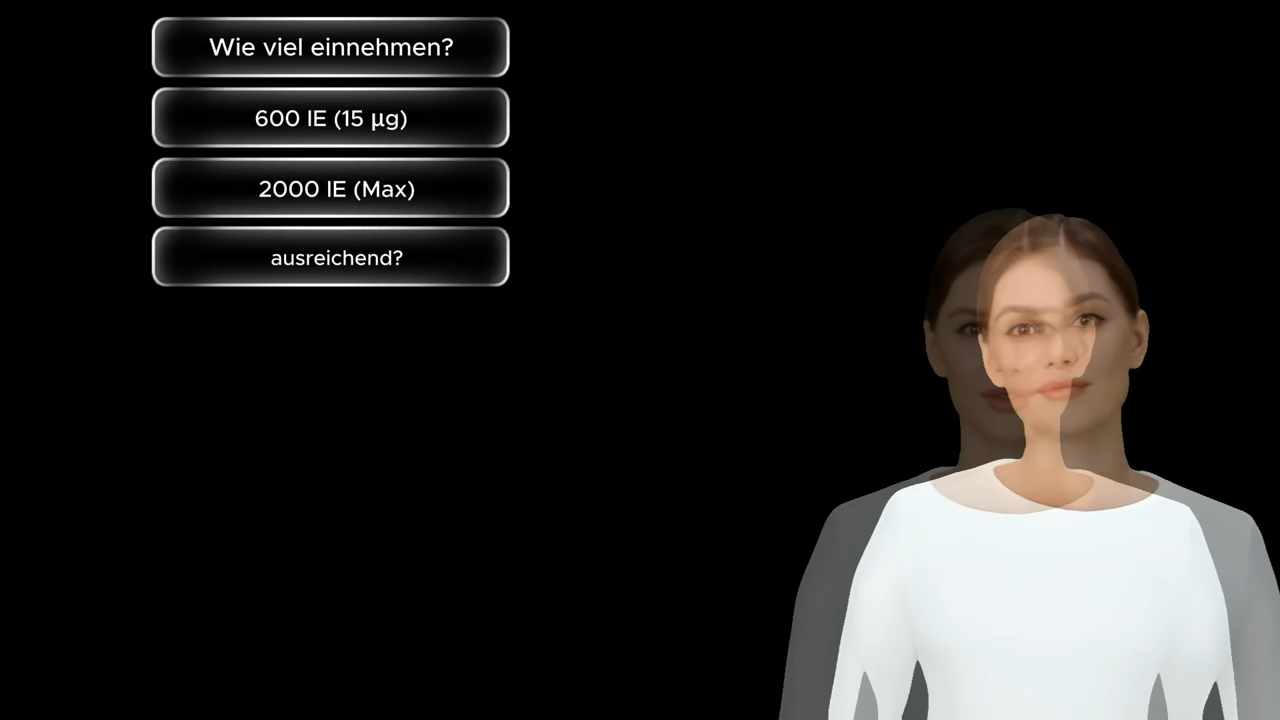 Wie viel einnehmen?
600 IE (15 µg)
2000 IE (Max)
ausreichend?